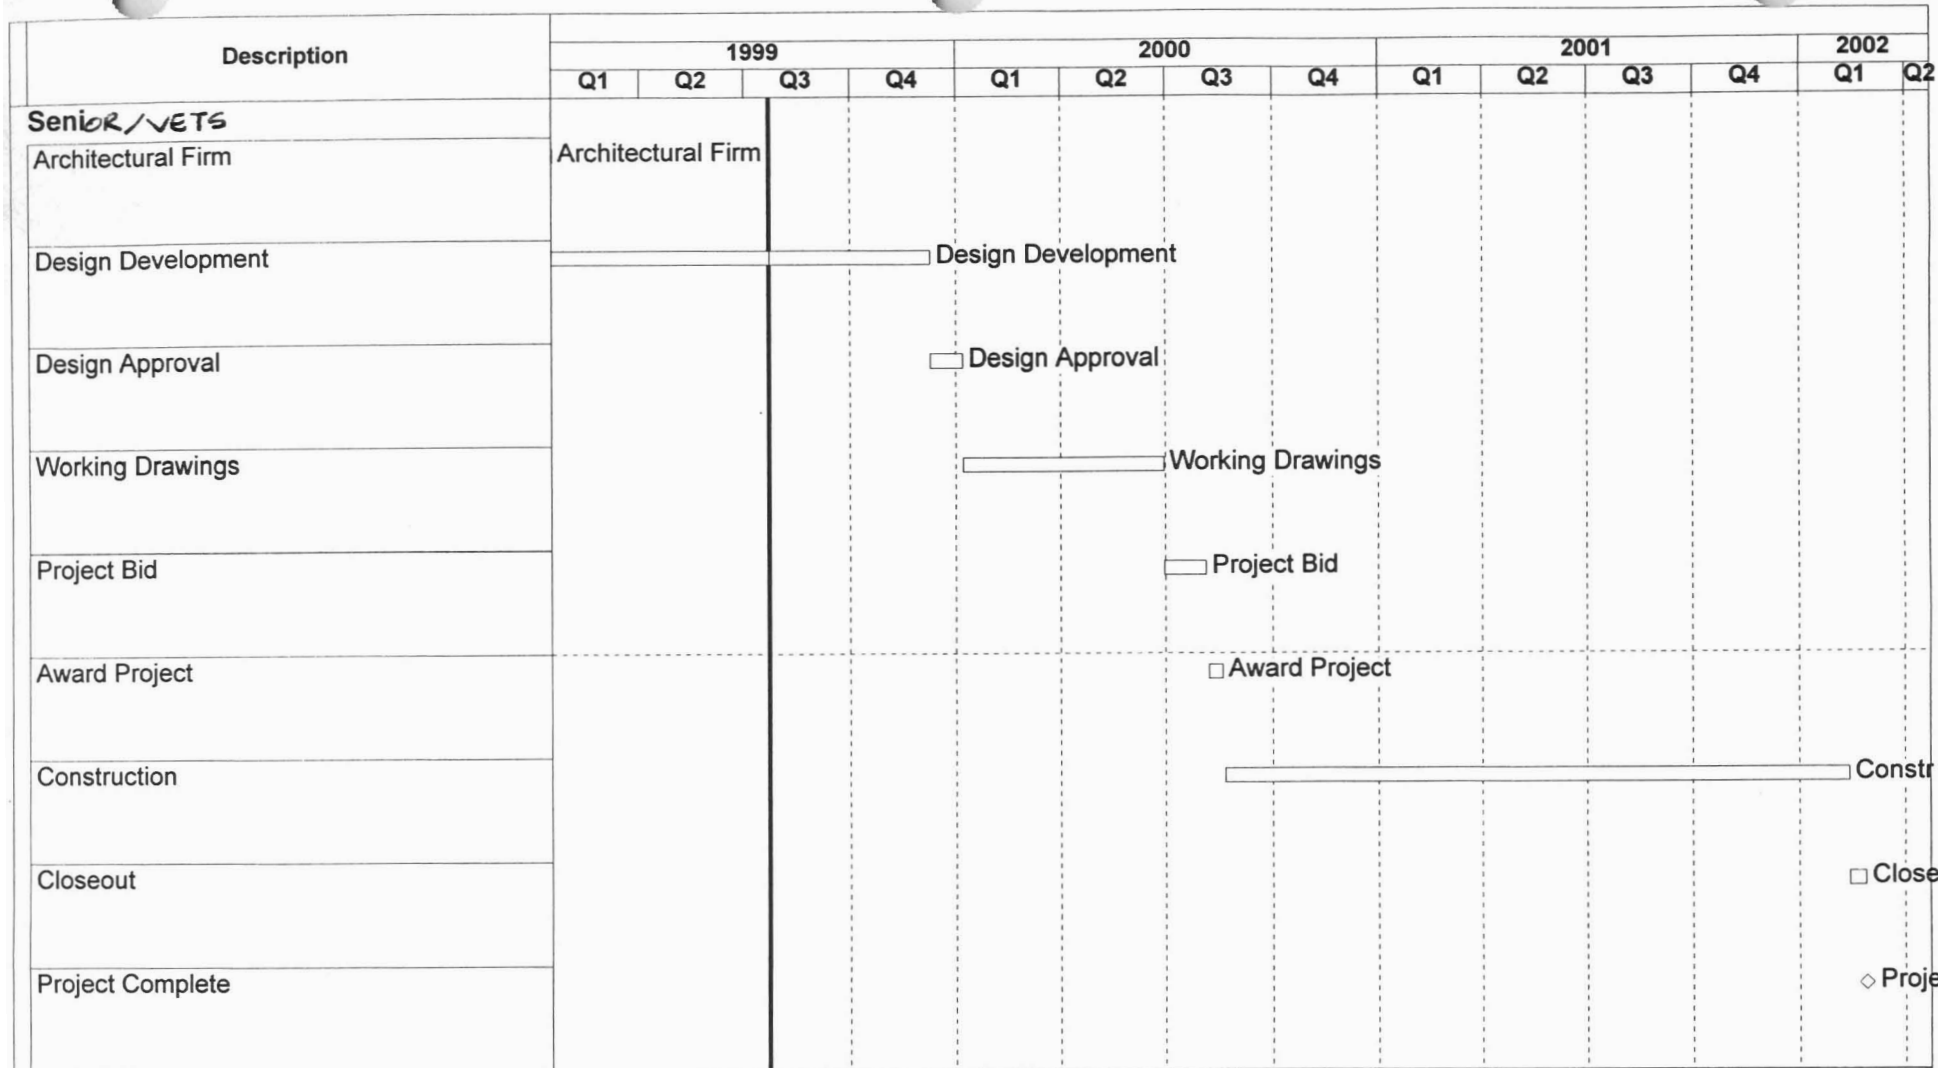 Description
1999 2000 2001 2002
Q1 Q2 Q3 Q4 Q1 Q2 Q3 Q4 Q1 Q2 Q3 Q4 Q1 Q2
SeniOR/VETS
Architectural Firm Architectural Firm
Design Development Design Development
Design Approval Design Approval
Working Drawings Working Drawings
Project Bid Project Bid
Award Project Award Project
Construction Constr
Closeout Close
Project Complete Proje